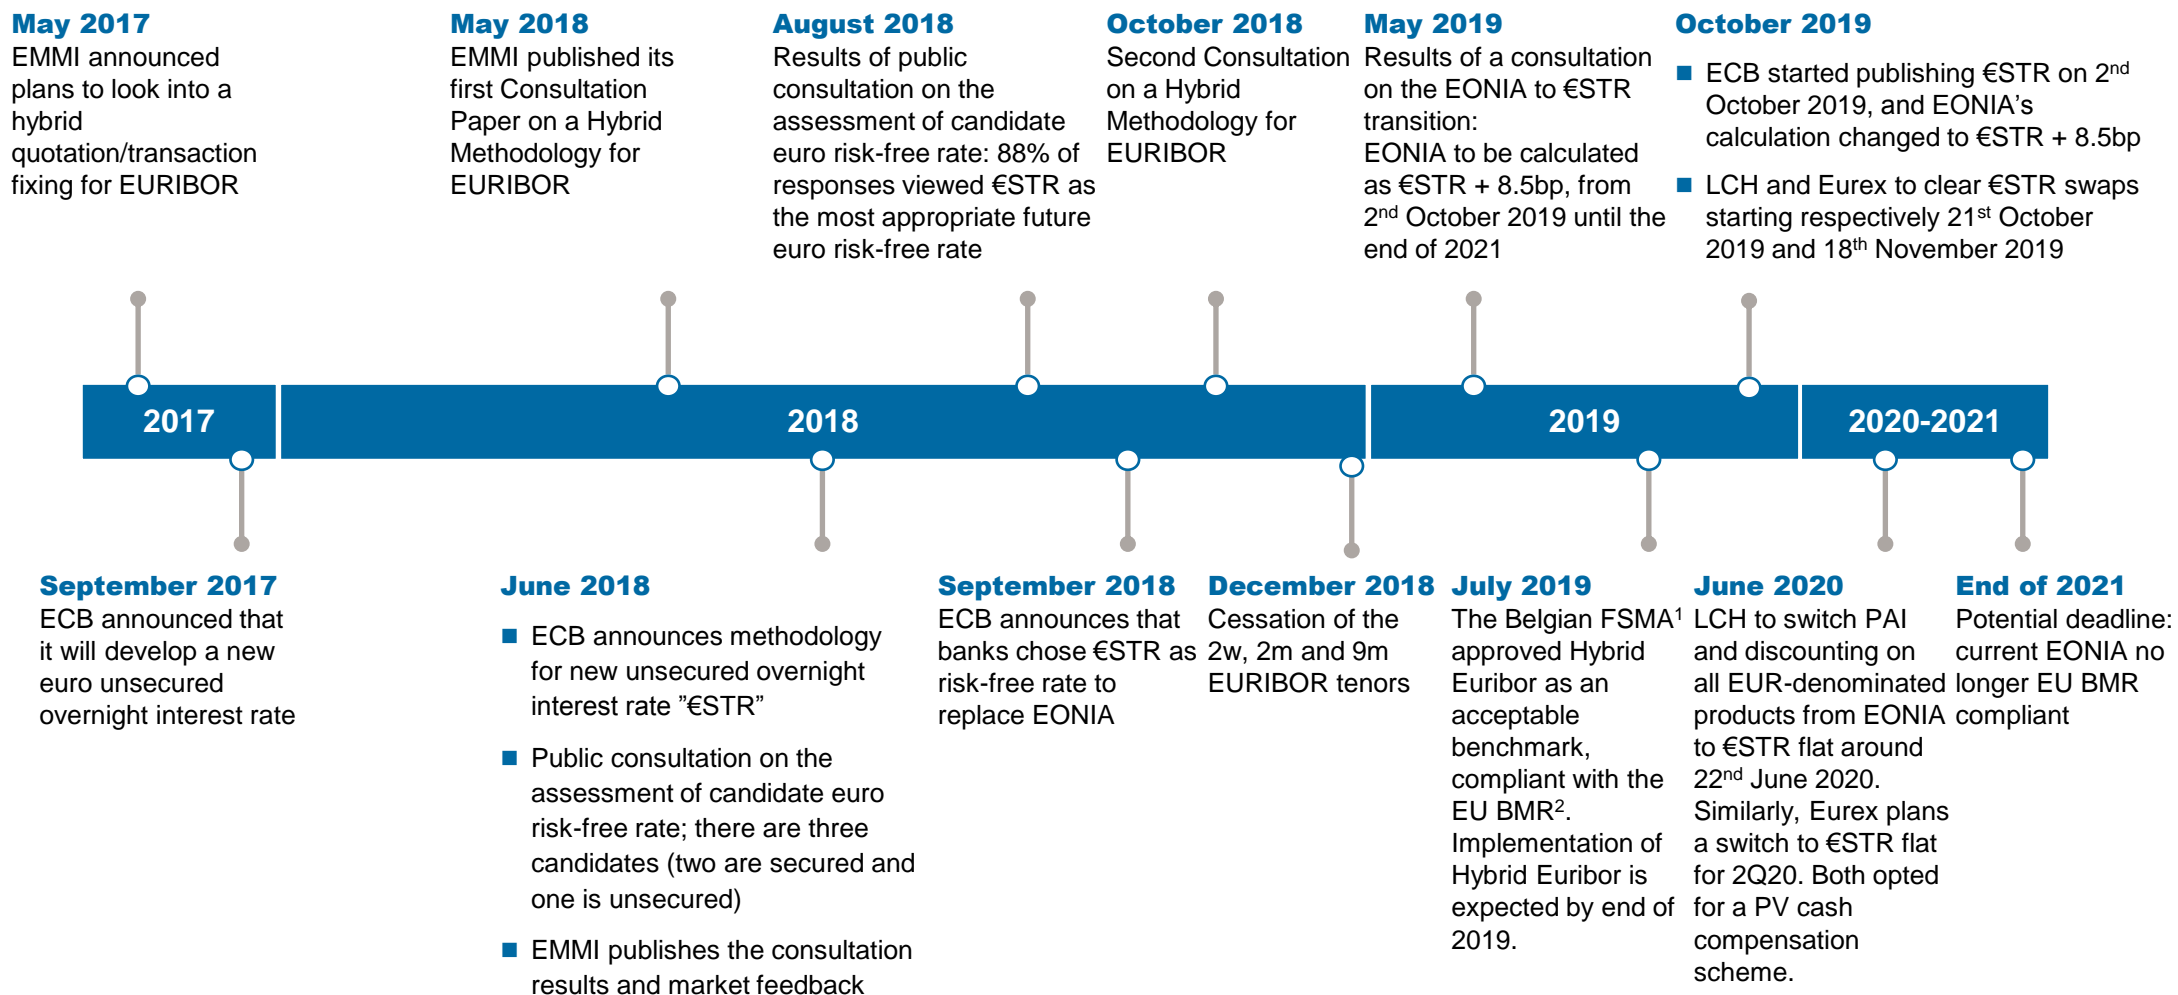 May 2017
EMMI announced
plans to look into a
hybrid
quotation/transaction
fixing for EURIBOR
May 2018
EMMI published its
first Consultation
Paper on a Hybrid
Methodology for
EURIBOR
August 2018
Results of public
consultation on the
assessment of candidate
euro risk-free rate: 88% of
responses viewed €STR as
the most appropriate future
euro risk-free rate
October 2018
Second Consultation
on a Hybrid
Methodology for
EURIBOR
May 2019
Results of a consultation
on the EONIA to €STR
transition:
EONIA to be calculated
as €STR + 8.5bp, from
2nd October 2019 until the
end of 2021
October 2019
■ ECB started publishing €STR on 2nd
October 2019, and EONIA's
calculation changed to €STR + 8.5bp
■ LCH and Eurex to clear €STR swaps
starting respectively 21st October
2019 and 18th November 2019
2017
2018
2019
2020-2021
September 2017
ECB announced that
it will develop a new
euro unsecured
overnight interest rate
June 2018
■ ECB announces methodology
for new unsecured overnight
interest rate ”€STR”
■ Public consultation on the
assessment of candidate euro
risk-free rate; there are three
candidates (two are secured and
one is unsecured)
■ EMMI publishes the consultation
results and market feedback
September 2018
ECB announces that
banks chose €STR as
risk-free rate to
replace EONIA
December 2018
Cessation of the
2w, 2m and 9m
EURIBOR tenors
July 2019
The Belgian FSMA1
approved Hybrid
Euribor as an
acceptable
benchmark,
compliant with the
EU BMR2.
Implementation of
Hybrid Euribor is
expected by end of
2019.
June 2020
LCH to switch PAI
and discounting on
all EUR-denominated
products from EONIA
to €STR flat around
22nd June 2020.
Similarly, Eurex plans
a switch to €STR flat
for 2Q20. Both opted
for a PV cash
compensation
scheme.
End of 2021
Potential deadline:
current EONIA no
longer EU BMR
compliant